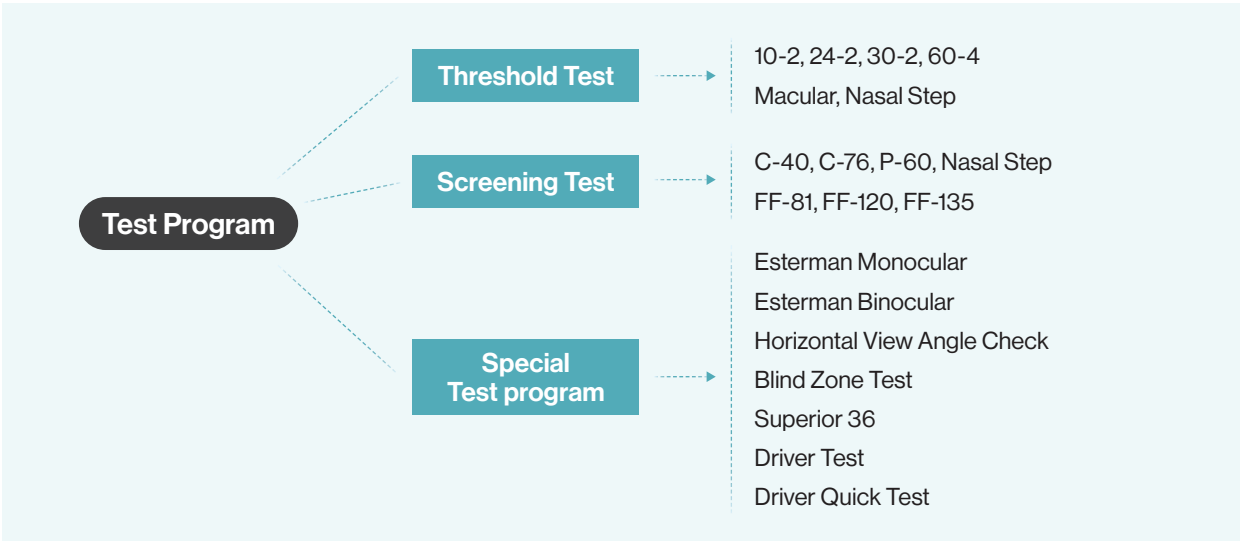 Test Program
Threshold Test
10-2, 24-2, 30-2, 60-4
Macular, Nasal Step
Screening Test
C-40, C-76, P-60, Nasal Step
FF-81, FF-120, FF-135
Special
Test program
Esterman Monocular
Esterman Binocular
Horizontal View Angle Check
Blind Zone Test
Superior 36
Driver Test
Driver Quick Test